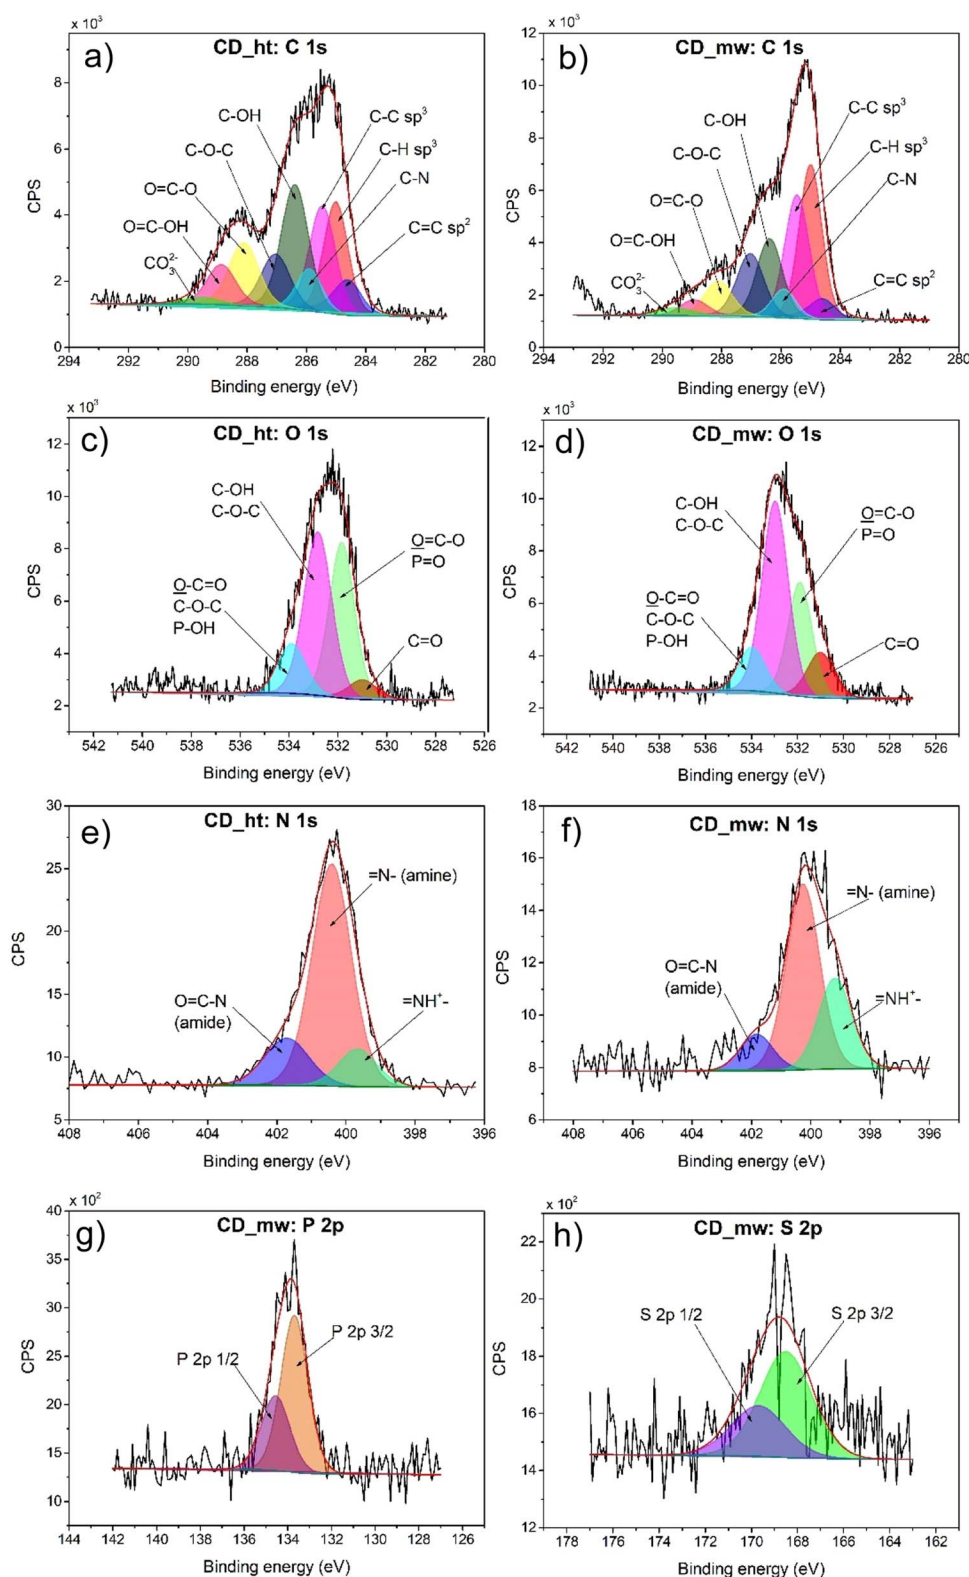 x 10³
a) CD_ht: C 1s
C-OH
C-C sp³
C-O-C
C-H sp³
O=C-O
C-N
O=C-OH
C=C sp²
CO₃²⁻
CPS
8
6
4
2
0
294 292 290 288 286 284 282 280
Binding energy (eV)
x 10³
b) CD_mw: C 1s
C-C sp³
C-OH
C-H sp³
C-O-C
C-N
O=C-O
O=C-OH
C=C sp²
CO₃²⁻
CPS
12
10
8
6
4
2
0
294 292 290 288 286 284 282 280
Binding energy (eV)
x 10³
c) CD_ht: O 1s
C-OH
C-O-C
O=C-O
P=O
O-C=O
C-O-C
P-OH
C=O
CPS
12
10
8
6
4
2
542 540 538 536 534 532 530 528 526
Binding energy (eV)
x 10³
d) CD_mw: O 1s
C-OH
C-O-C
O=C-O
P=O
O-C=O
C-O-C
P-OH
C=O
CPS
12
10
8
6
4
2
542 540 538 536 534 532 530 528 526
Binding energy (eV)
e) CD_ht: N 1s
=N- (amine)
O=C-N
(amide)
=NH⁺-
CPS
30
25
20
15
10
5
408 406 404 402 400 398 396
Binding energy (eV)
f) CD_mw: N 1s
=N- (amine)
O=C-N
(amide)
=NH⁺-
CPS
18
16
14
12
10
8
6
408 406 404 402 400 398 396 394
Binding energy (eV)
x 10²
g) CD_mw: P 2p
P 2p 3/2
P 2p 1/2
CPS
40
35
30
25
20
15
10
144 142 140 138 136 134 132 130 128 126
Binding energy (eV)
x 10²
h) CD_mw: S 2p
S 2p 1/2
S 2p 3/2
CPS
22
20
18
16
14
12
178 176 174 172 170 168 166 164 162
Binding energy (eV)